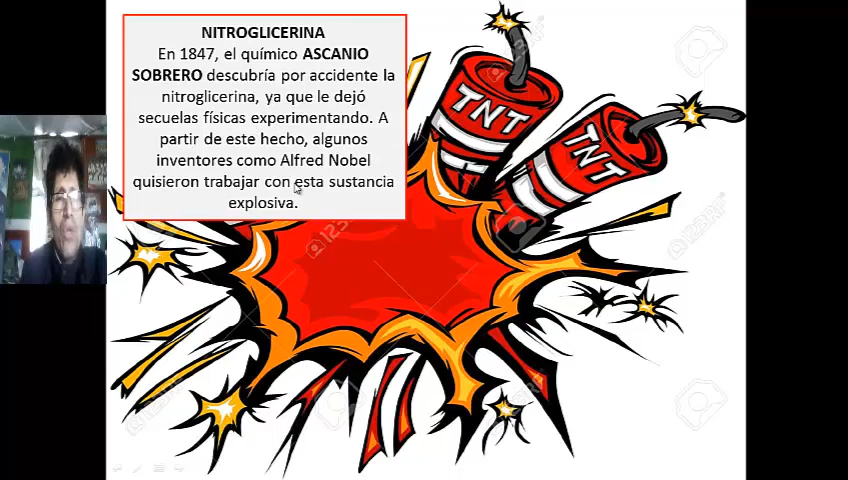 NITROGLICERINA
En 1847, el químico ASCANIO
SOBRERO descubría por accidente la
nitroglicerina, ya que le dejó
secuelas físicas experimentando. A
partir de este hecho, algunos
inventores como Alfred Nobel
quisieron trabajar con esta sustancia
explosiva.
TNT
TNT
123RF